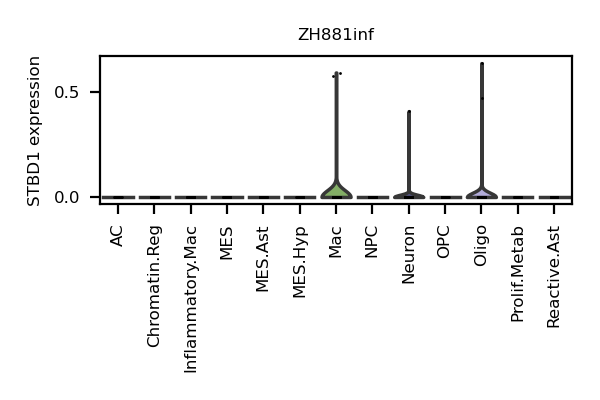 ZH881inf
STBD1 expression
0.5
0.0
AC
Chromatin.Reg
Inflammatory.Mac
MES
MES.Ast
MES.Hyp
Mac
NPC
Neuron
OPC
Oligo
Prolif.Metab
Reactive.Ast